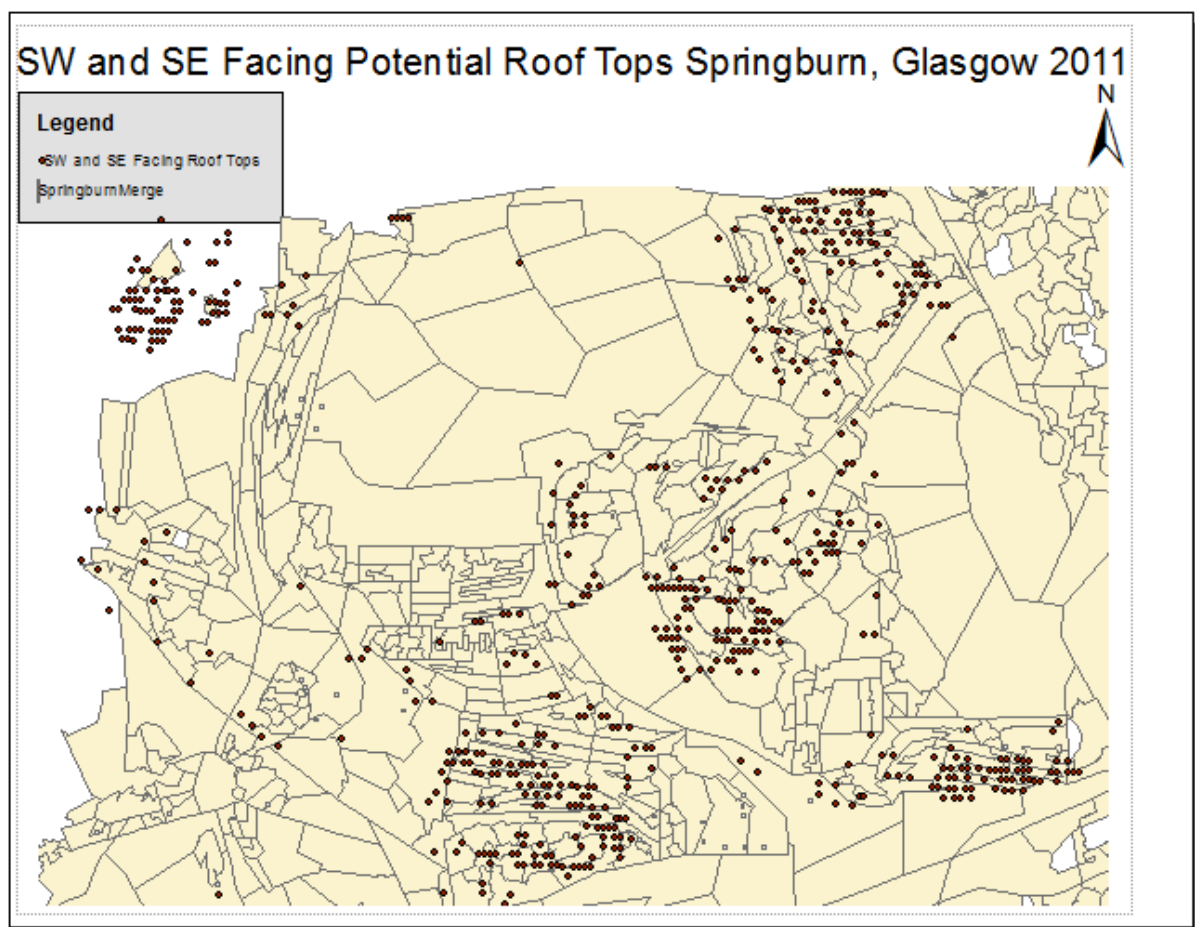 SW and SE Facing Potential Roof Tops Springburn, Glasgow 2011
N
Legend
SW and SE Facing Roof Tops
SpringburnMerge